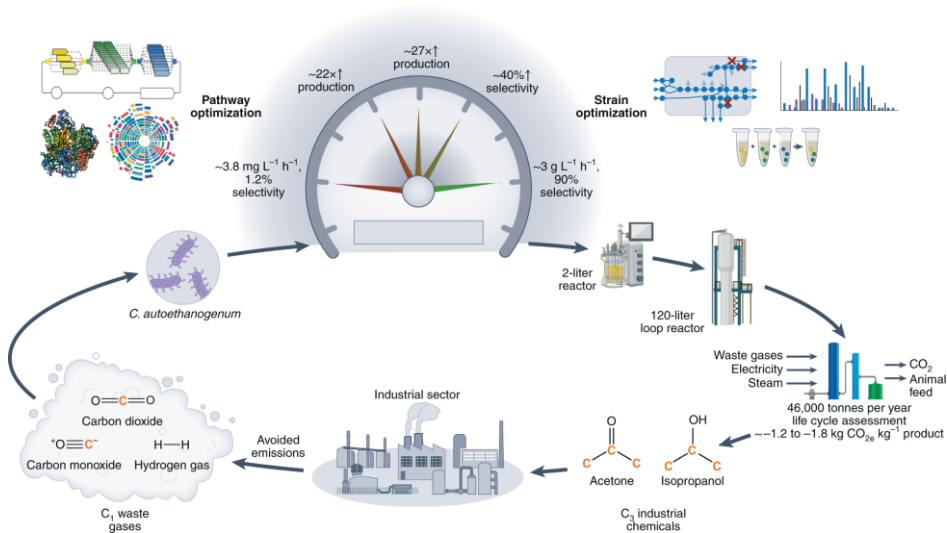 ~27×↑
production
~22×↑
production
~40%↑
selectivity
Pathway
optimization
Strain
optimization
~3.8 mg L⁻¹ h⁻¹,
1.2%
selectivity
~3 g L⁻¹ h⁻¹,
90%
selectivity
C. autoethanogenum
2-liter
reactor
120-liter
loop reactor
Waste gases
Electricity
Steam
CO₂
Animal
feed
46,000 tonnes per year
life cycle assessment
~−1.2 to −1.8 kg CO₂ₑ kg⁻¹ product
O C O
Carbon dioxide
⁺O≡C⁻
Carbon monoxide
H–H
Hydrogen gas
C₁ waste
gases
Avoided
emissions
Industrial sector
O
C C
Acetone
OH
C C
Isopropanol
C₃ industrial
chemicals